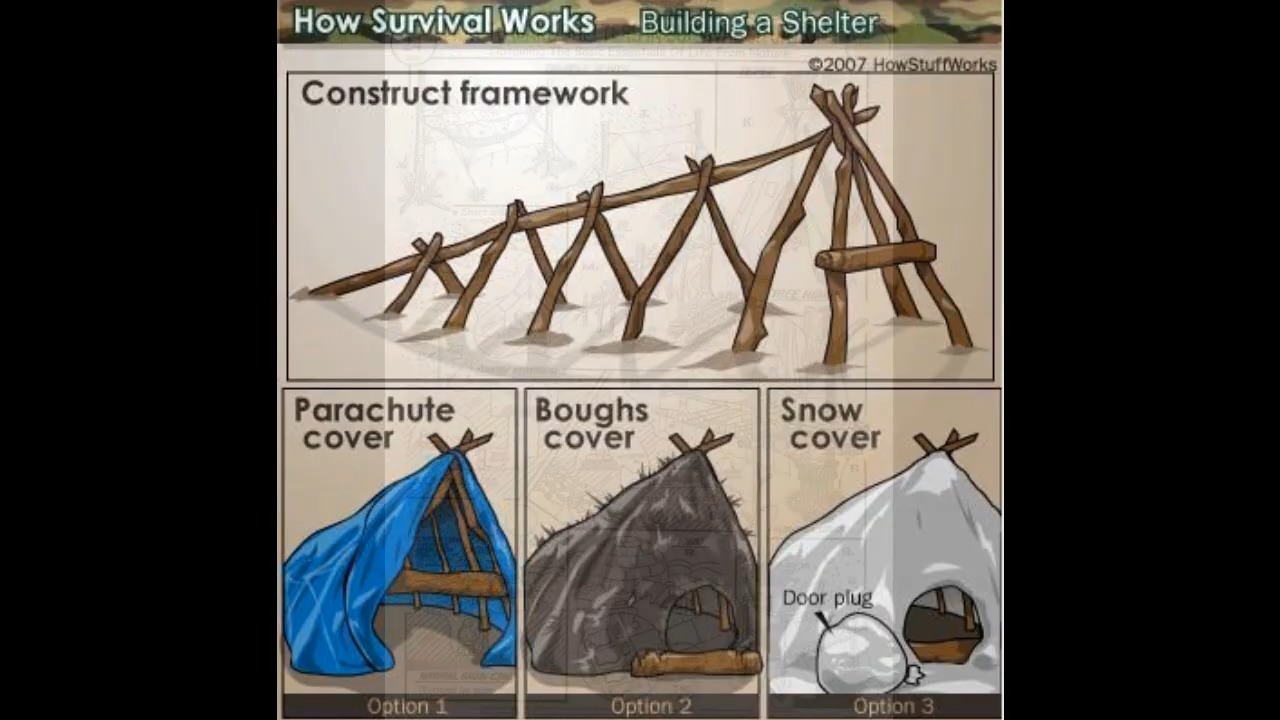 How Survival Works Building a Shelter
©2007 HowStuffWorks
Construct framework
Parachute
cover
Boughs
cover
Snow
cover
Door plug
Option 1
Option 2
Option 3